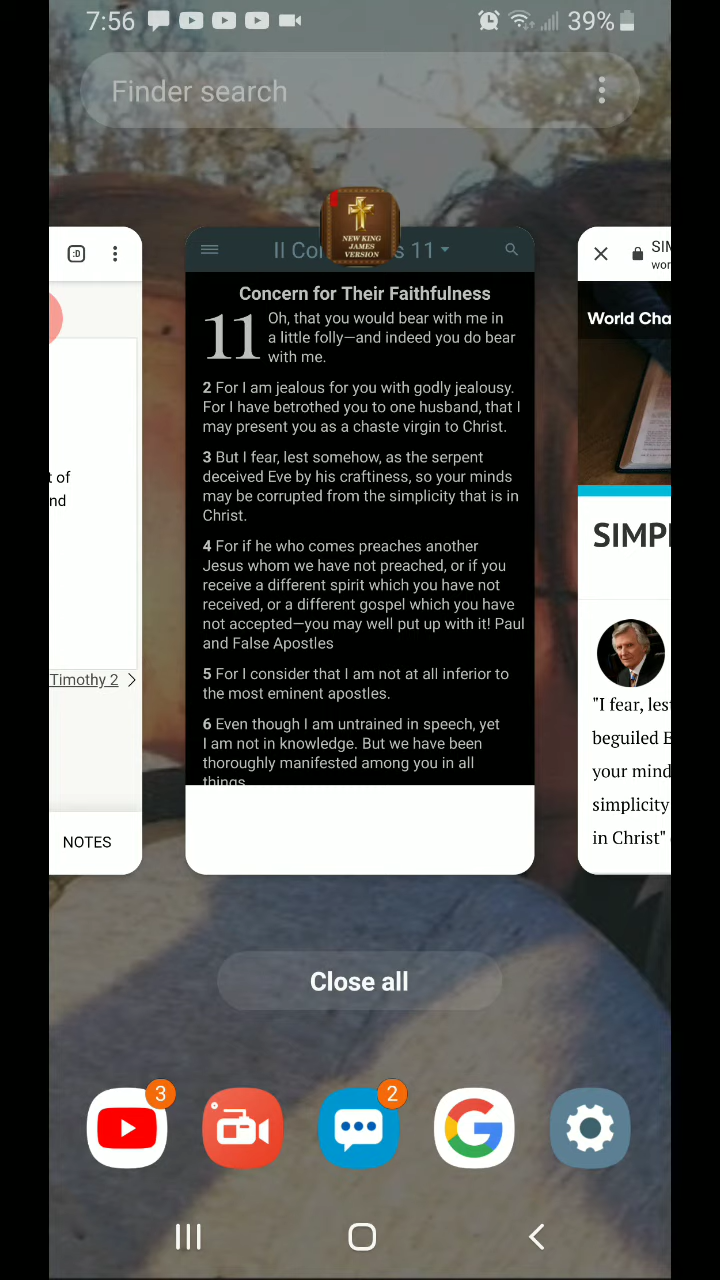 7:56
39%
Finder search
:D
NEW KING
JAMES
VERSION
II Co s 11
SIM
wor
Concern for Their Faithfulness
11 Oh, that you would bear with me in
a little folly—and indeed you do bear
with me.
2 For I am jealous for you with godly jealousy.
For I have betrothed you to one husband, that I
may present you as a chaste virgin to Christ.
3 But I fear, lest somehow, as the serpent
deceived Eve by his craftiness, so your minds
may be corrupted from the simplicity that is in
Christ.
4 For if he who comes preaches another
Jesus whom we have not preached, or if you
receive a different spirit which you have not
received, or a different gospel which you have
not accepted—you may well put up with it! Paul
and False Apostles
5 For I consider that I am not at all inferior to
the most eminent apostles.
6 Even though I am untrained in speech, yet
I am not in knowledge. But we have been
thoroughly manifested among you in all
things
t of
nd
Timothy 2
NOTES
World Cha
SIMP
"I fear, les
beguiled E
your mind
simplicity
in Christ"
Close all
3
2
G